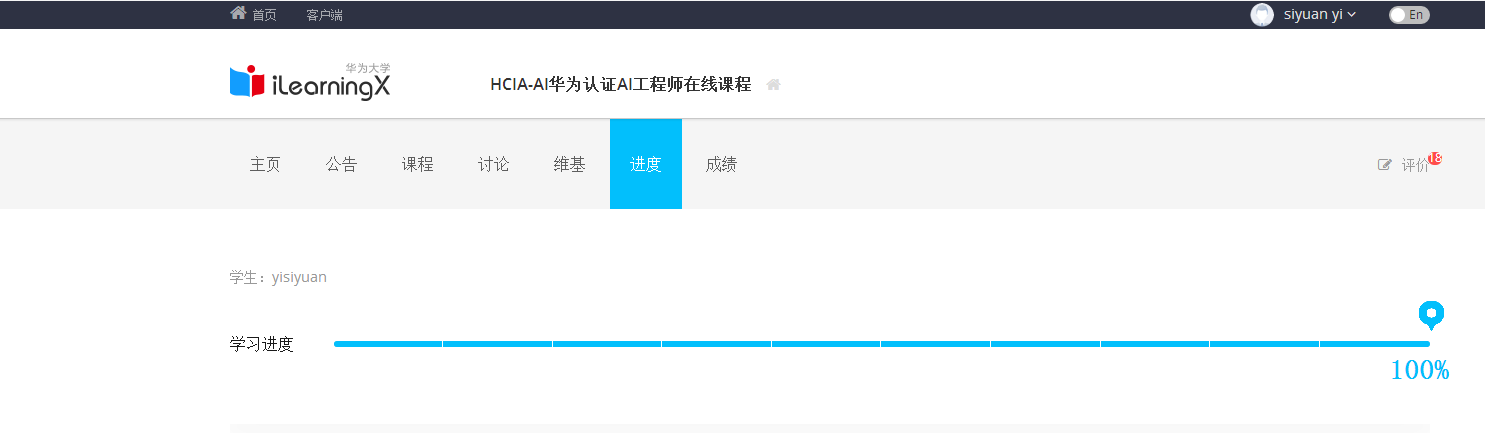 首页 客户端 siyuan yi En
华为大学
iLearningX HCIA-AI华为认证AI工程师在线课程
主页 公告 课程 讨论 维基 进度 成绩 评价 18
学生：yisiyuan
学习进度
100%